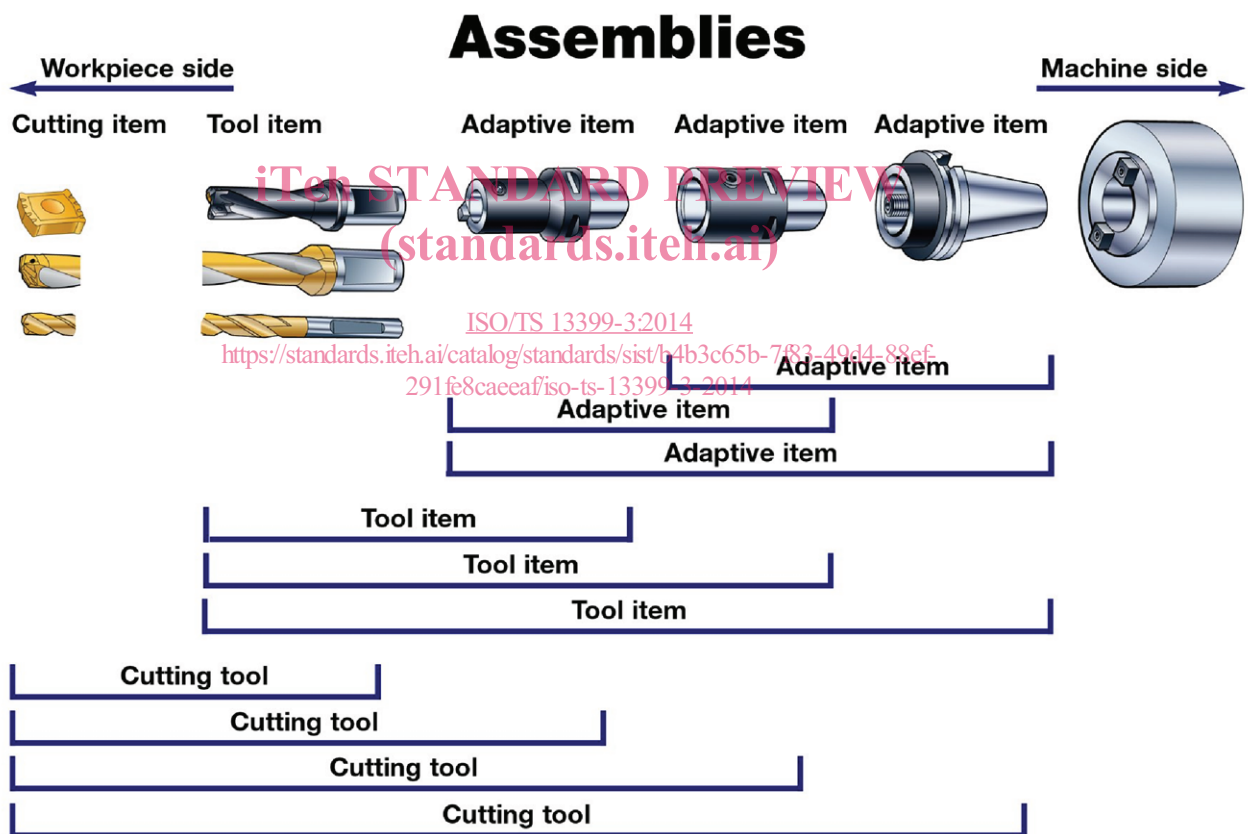 Assemblies
Workpiece side
Machine side
Cutting item
Tool item
Adaptive item
Adaptive item
Adaptive item
iTeh STANDARD PREVIEW
(standards.iteh.ai)
ISO/TS 13399-3:2014
https://standards.iteh.ai/catalog/standards/sist/b4b3c65b-7f83-49d4-88ef-
291fe8caeeaf/iso-ts-13399-3-2014
Adaptive item
Adaptive item
Adaptive item
Tool item
Tool item
Tool item
Cutting tool
Cutting tool
Cutting tool
Cutting tool